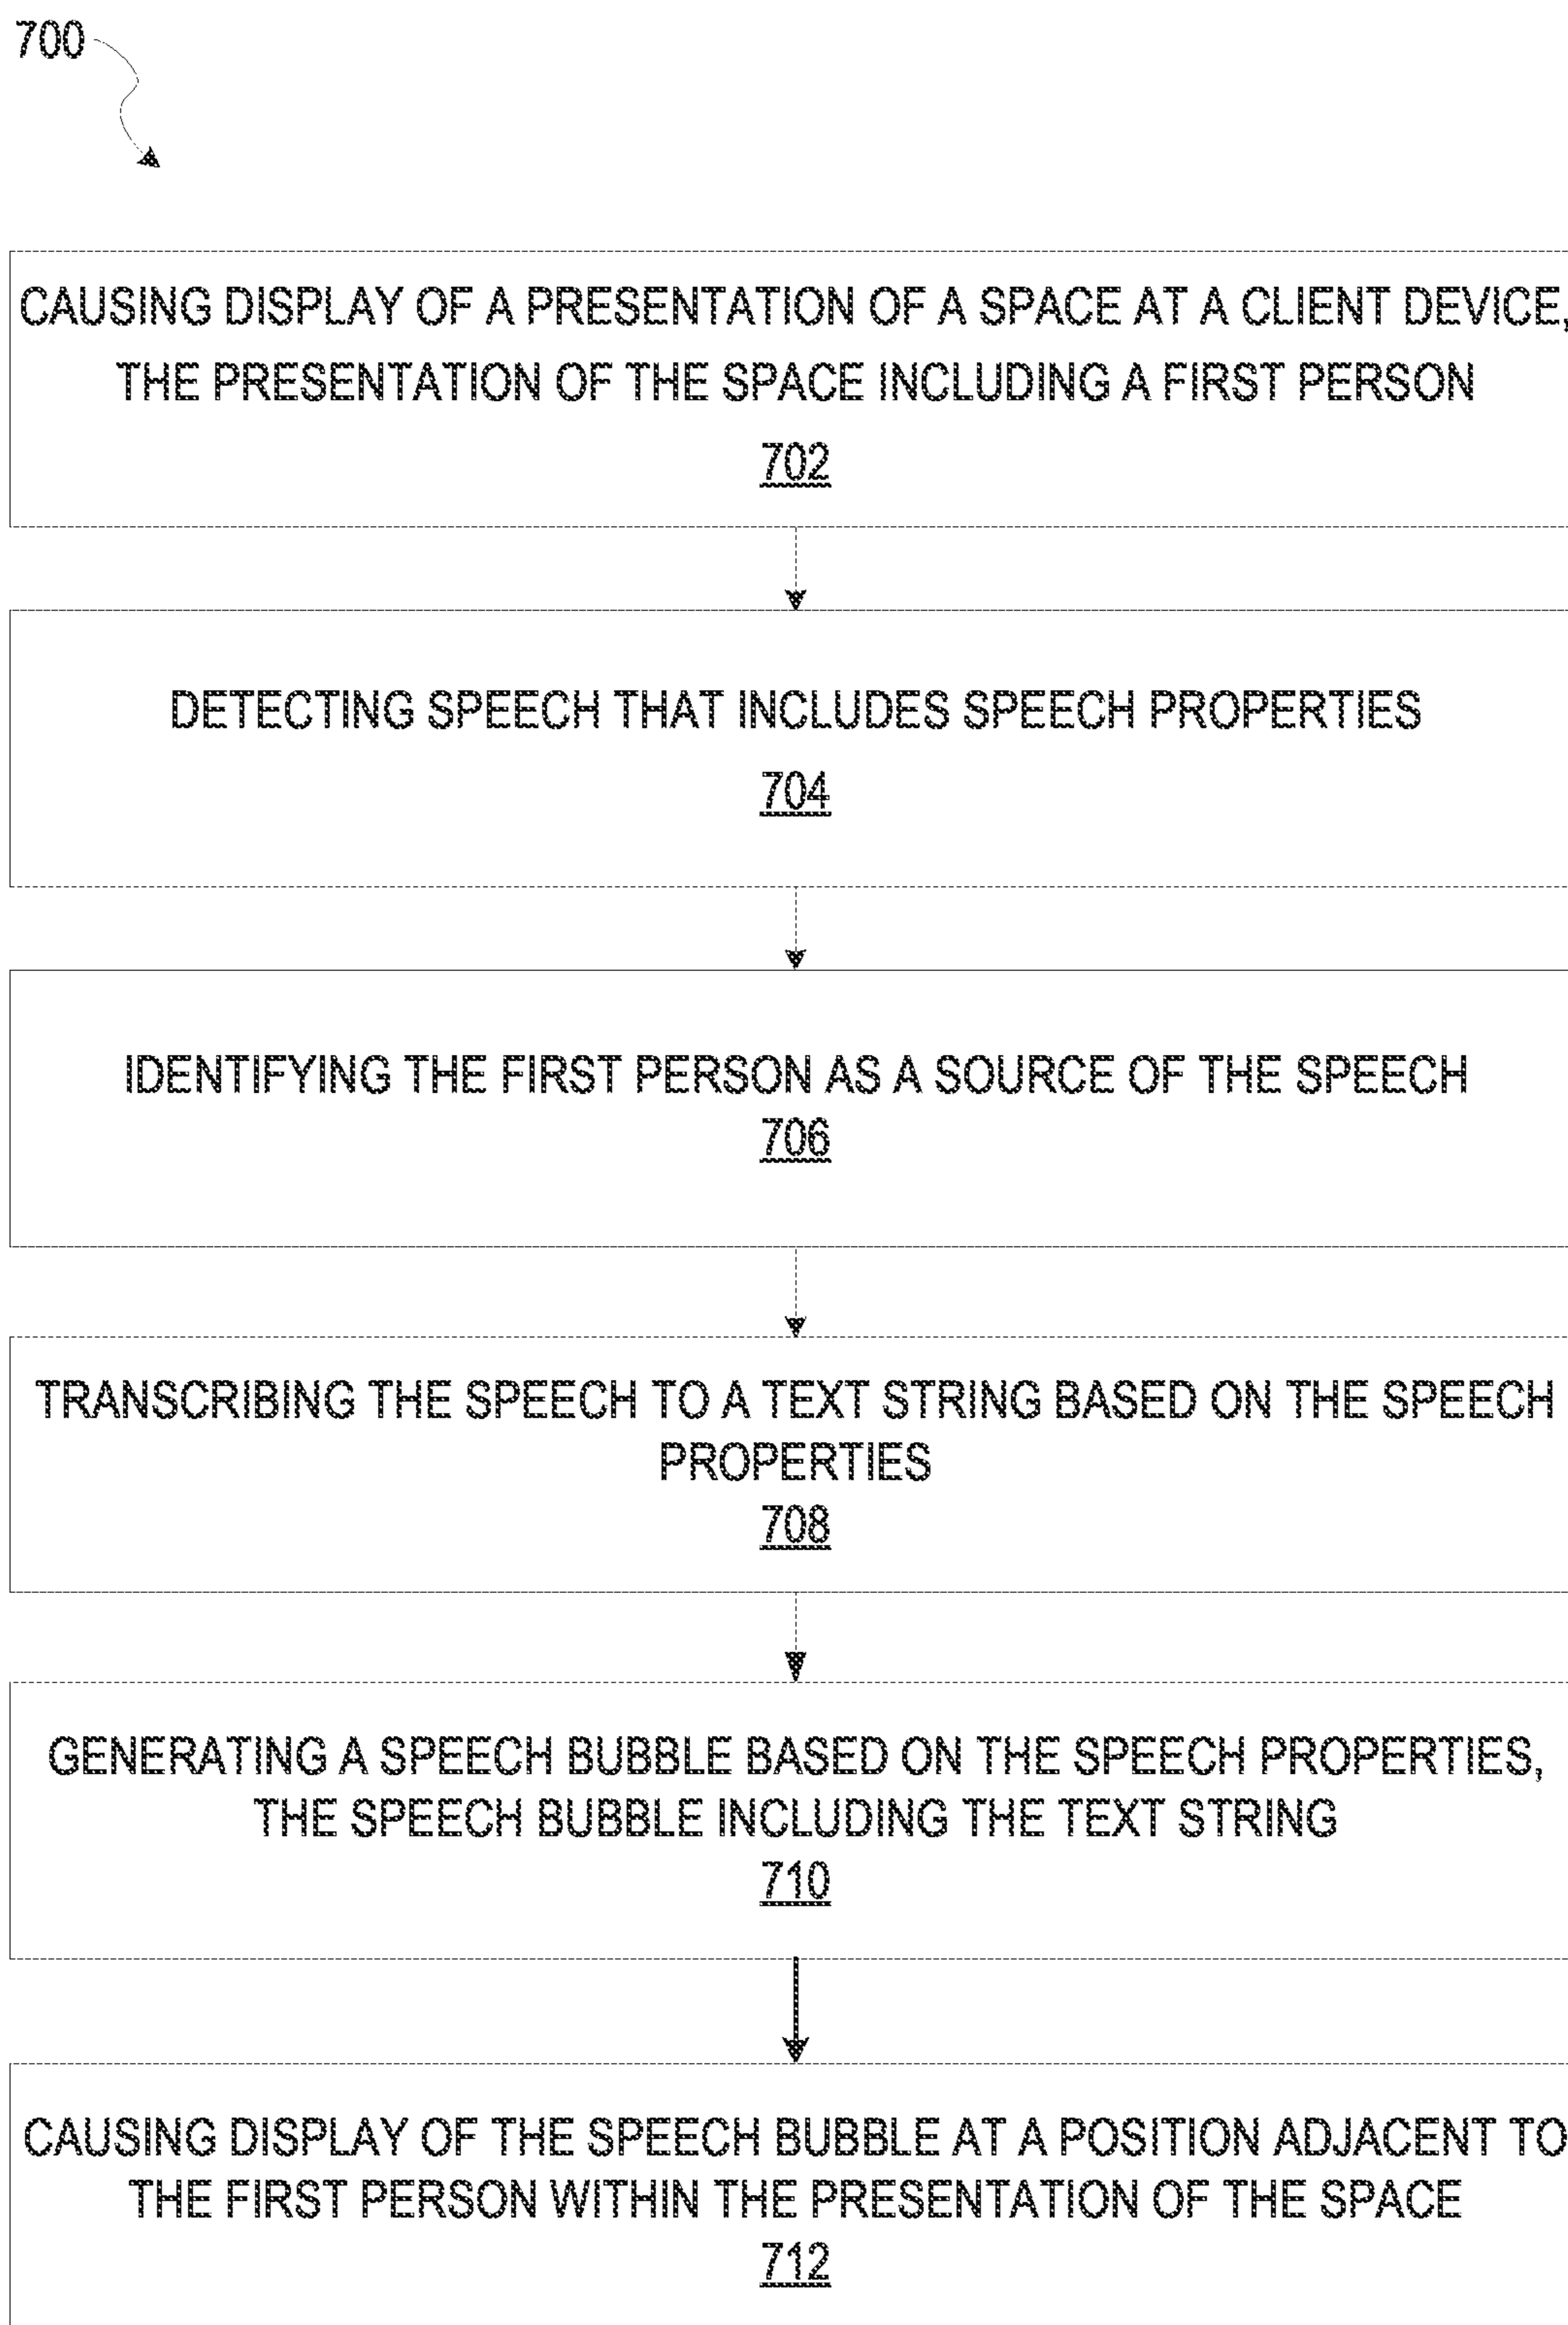 700
CAUSING DISPLAY OF A PRESENTATION OF A SPACE AT A CLIENT DEVICE,
THE PRESENTATION OF THE SPACE INCLUDING A FIRST PERSON
702
DETECTING SPEECH THAT INCLUDES SPEECH PROPERTIES
704
IDENTIFYING THE FIRST PERSON AS A SOURCE OF THE SPEECH
706
TRANSCRIBING THE SPEECH TO A TEXT STRING BASED ON THE SPEECH
PROPERTIES
708
GENERATING A SPEECH BUBBLE BASED ON THE SPEECH PROPERTIES,
THE SPEECH BUBBLE INCLUDING THE TEXT STRING
710
CAUSING DISPLAY OF THE SPEECH BUBBLE AT A POSITION ADJACENT TO
THE FIRST PERSON WITHIN THE PRESENTATION OF THE SPACE
712